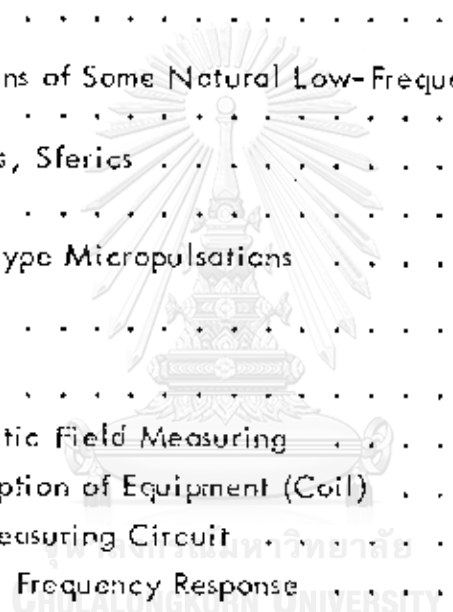 . . . . . . . . . . . . .
ns of Some Natural Low-Freque
. . . . . . . . . . . . .
s, Sferics . . . . . . . . .
. . . . . . . . . . . . .
ype Micropulsations . . . .
. . . . . . . . . . . . .
. . . . . . . . . . . . .
tic Field Measuring . . . .
ption of Equipment (Coil) . .
easuring Circuit . . . . . .
จุฬาลงกรณ์มหาวิทยาลัย
Frequency Response . . . . .
CHULALONGKORN UNIVERSITY